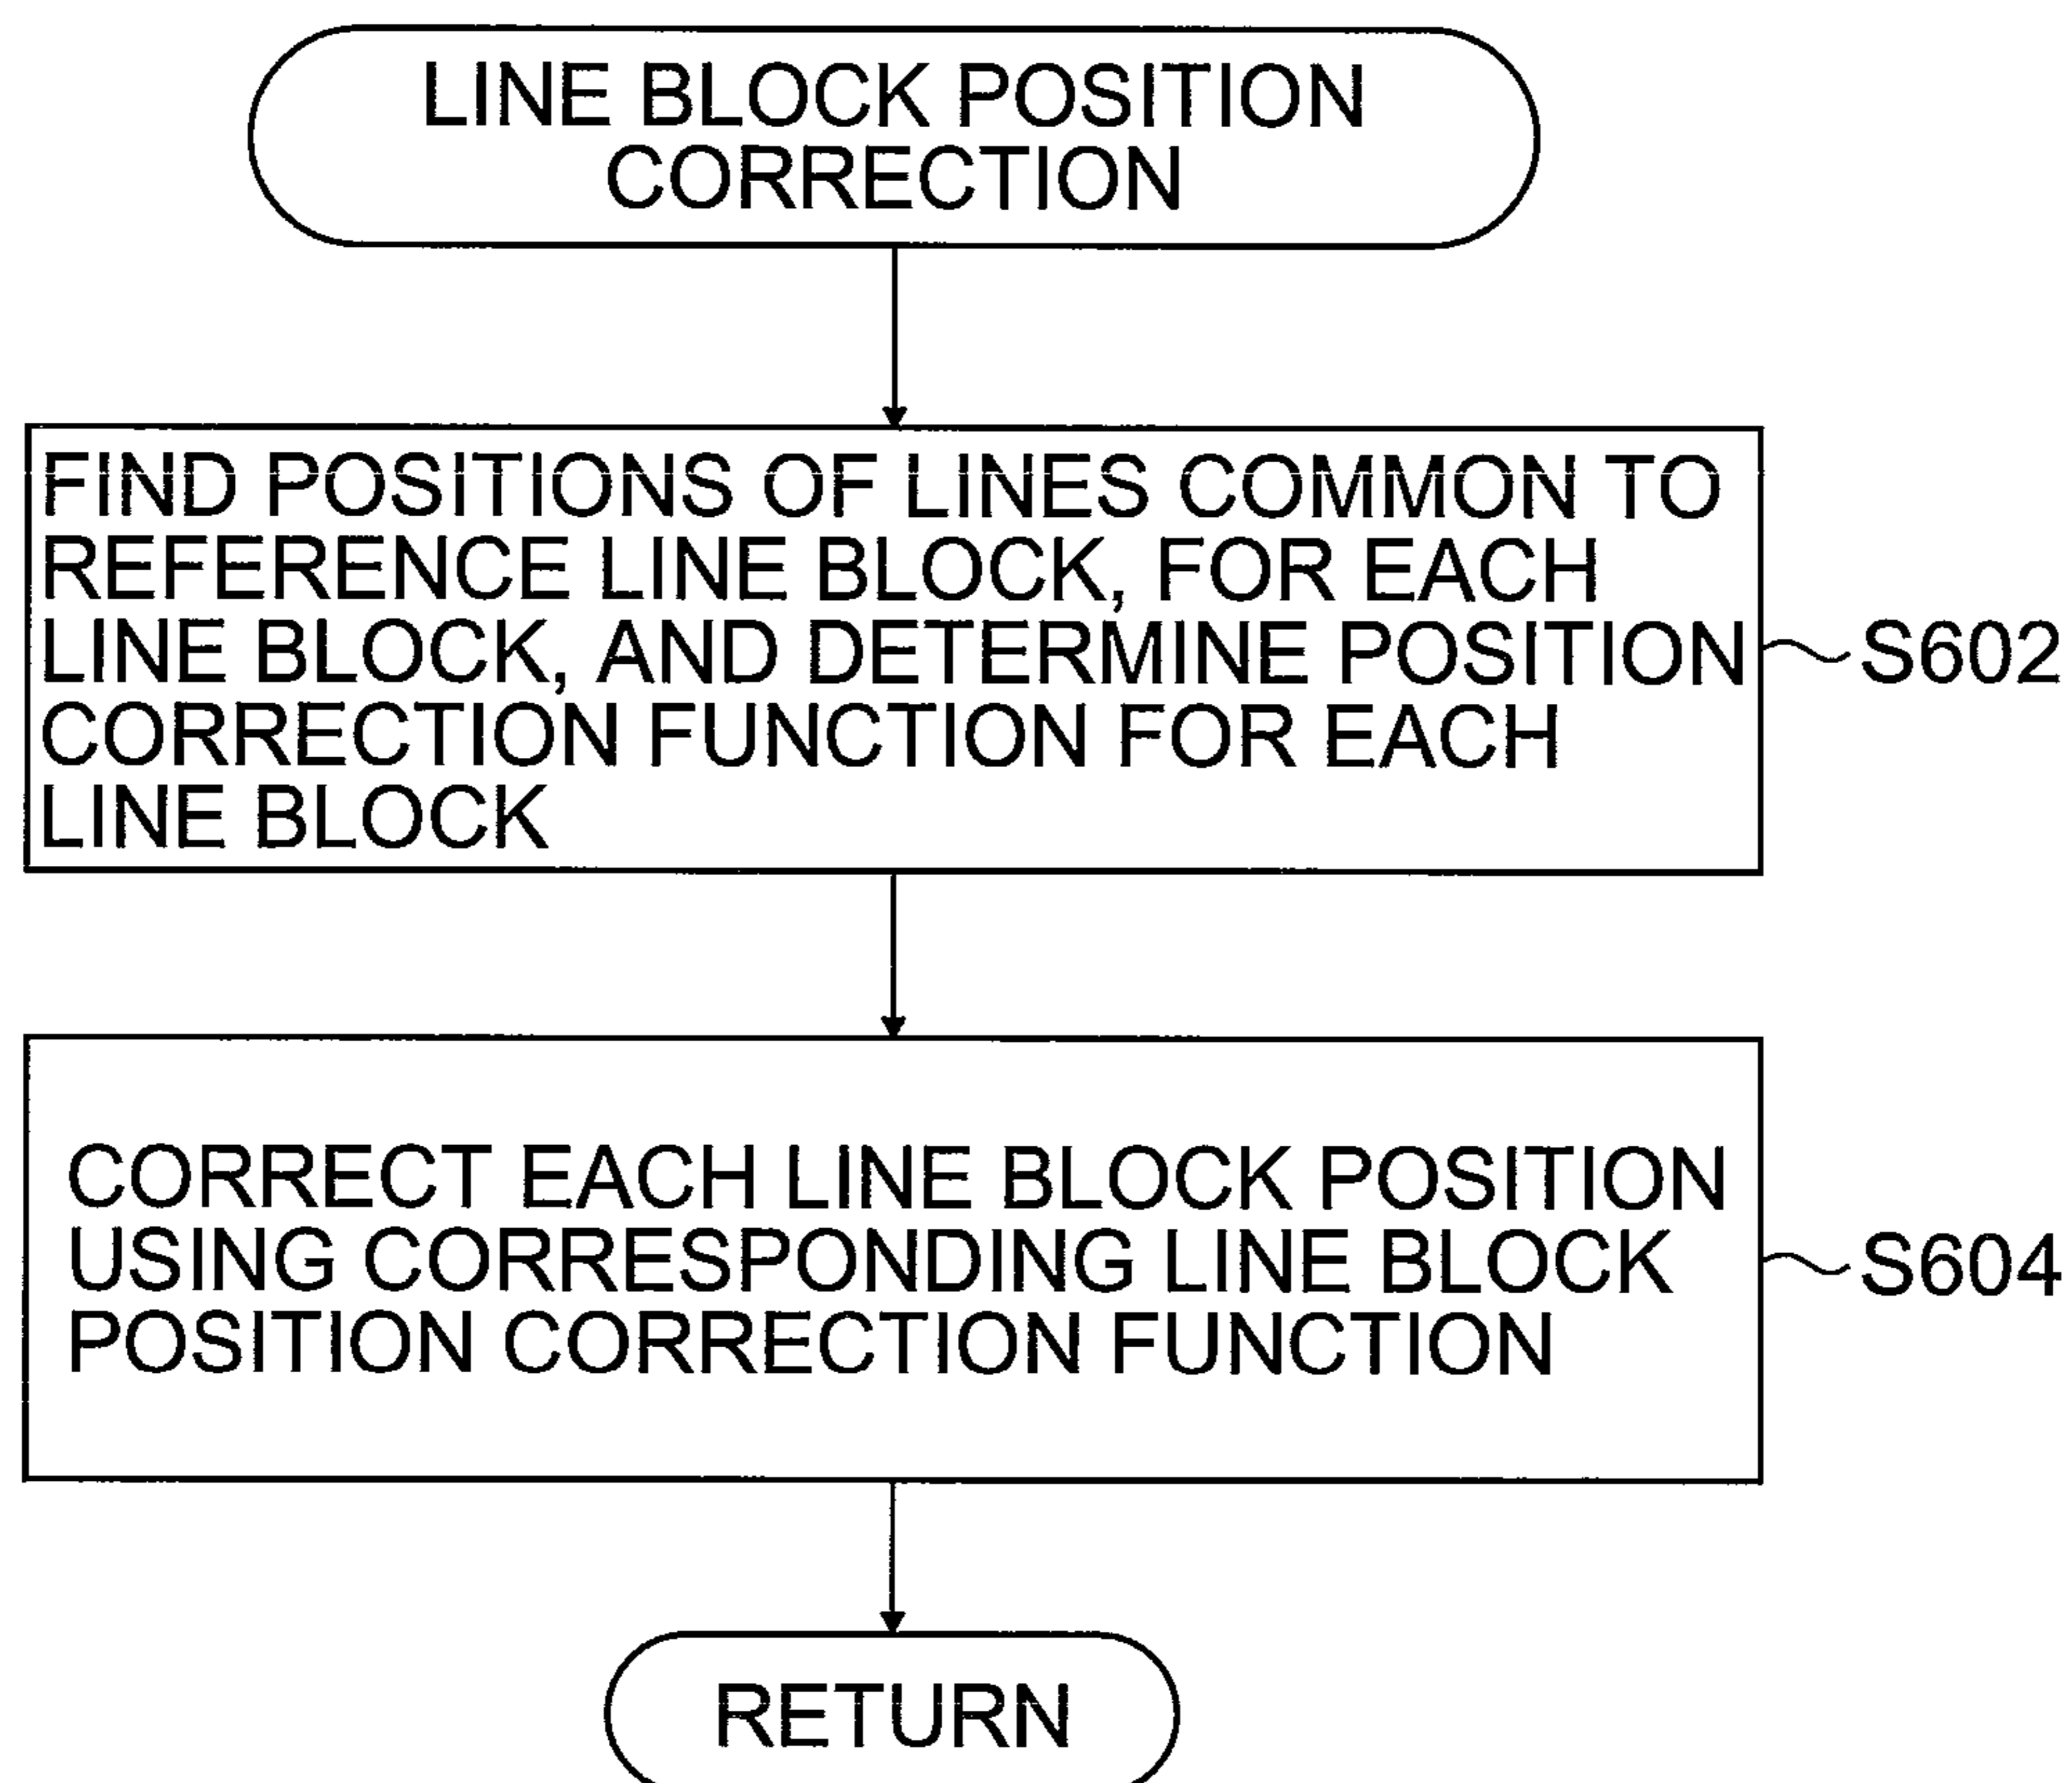 LINE BLOCK POSITION
CORRECTION
FIND POSITIONS OF LINES COMMON TO
REFERENCE LINE BLOCK, FOR EACH
LINE BLOCK, AND DETERMINE POSITION
CORRECTION FUNCTION FOR EACH
LINE BLOCK
S602
CORRECT EACH LINE BLOCK POSITION
USING CORRESPONDING LINE BLOCK
POSITION CORRECTION FUNCTION
S604
RETURN